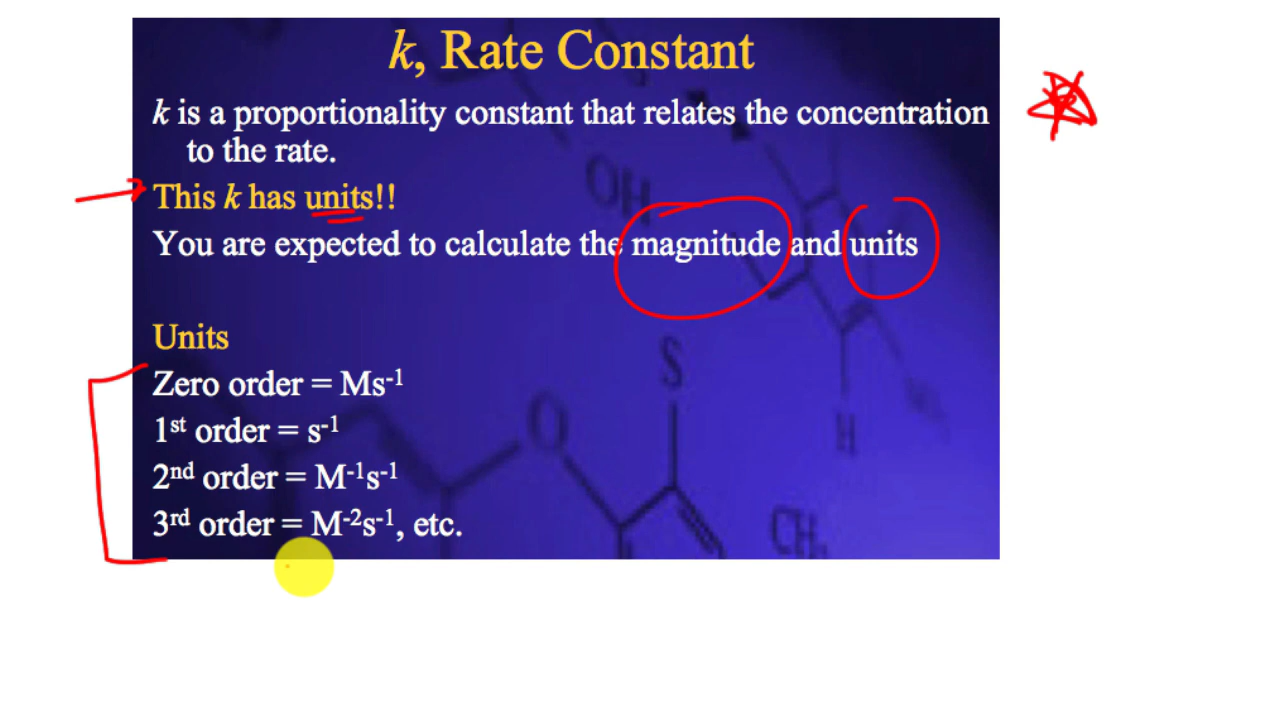 k, Rate Constant
k is a proportionality constant that relates the concentration
to the rate.
This k has units!!
You are expected to calculate the magnitude and units
Units
Zero order = Ms⁻¹
1ˢᵗ order = s⁻¹
2ⁿᵈ order = M⁻¹s⁻¹
3ʳᵈ order = M⁻²s⁻¹, etc.
OH
S
O
H